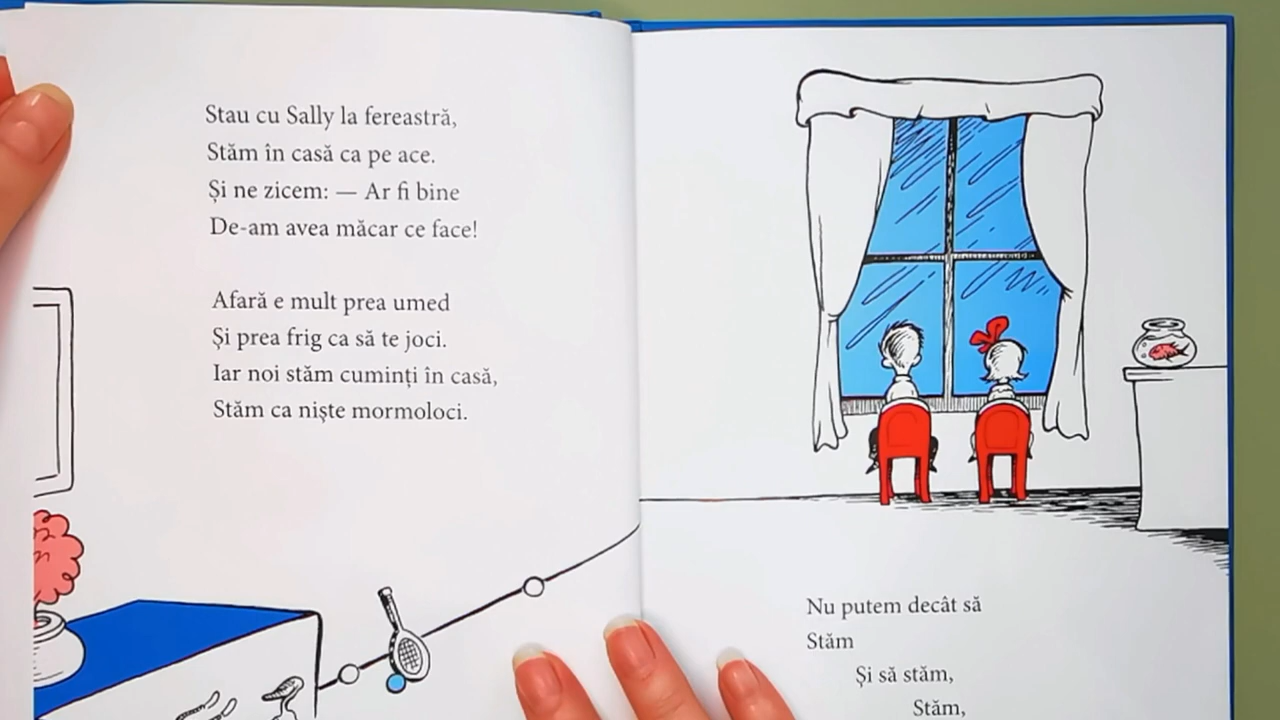 Stau cu Sally la fereastră,
Stăm în casă ca pe ace.
Și ne zicem: — Ar fi bine
De-am avea măcar ce face!
Afară e mult prea umed
Și prea frig ca să te joci.
Iar noi stăm cuminți în casă,
Stăm ca niște mormoloci.
Nu putem decât să
Stăm
Și să stăm,
Stăm,